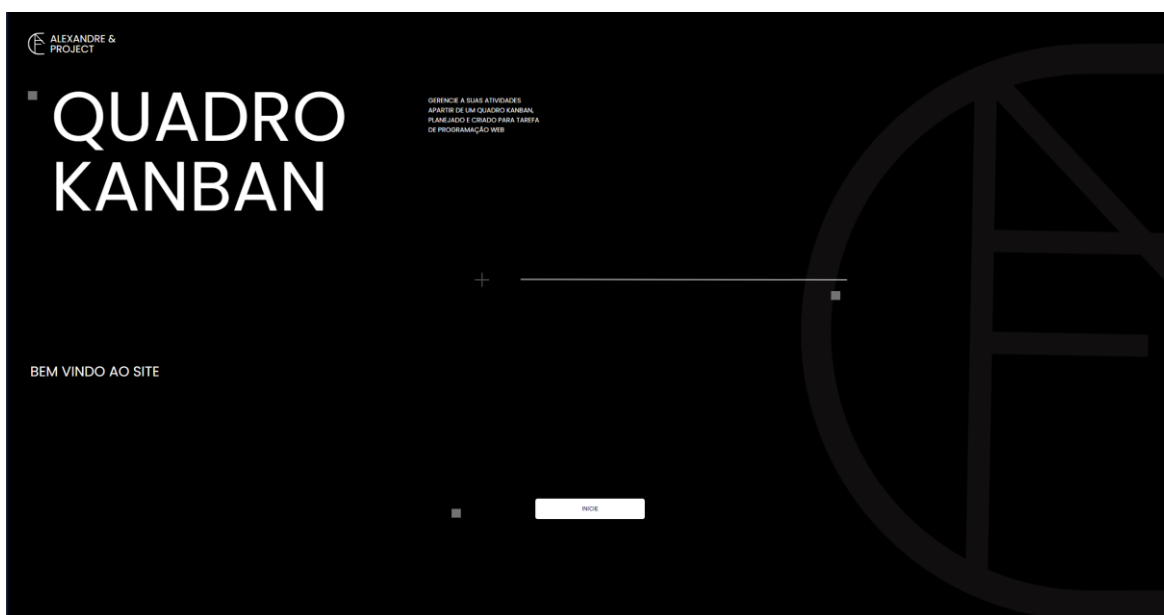 ALEXANDRE &
PROJECT
QUADRO
KANBAN
GERENCIE A SUAS ATIVIDADES
APARTIR DE UM QUADRO KANBAN,
PLANEJADO E CRIADO PARA TAREFA
DE PROGRAMAÇÃO WEB
BEM VINDO AO SITE
INICIE